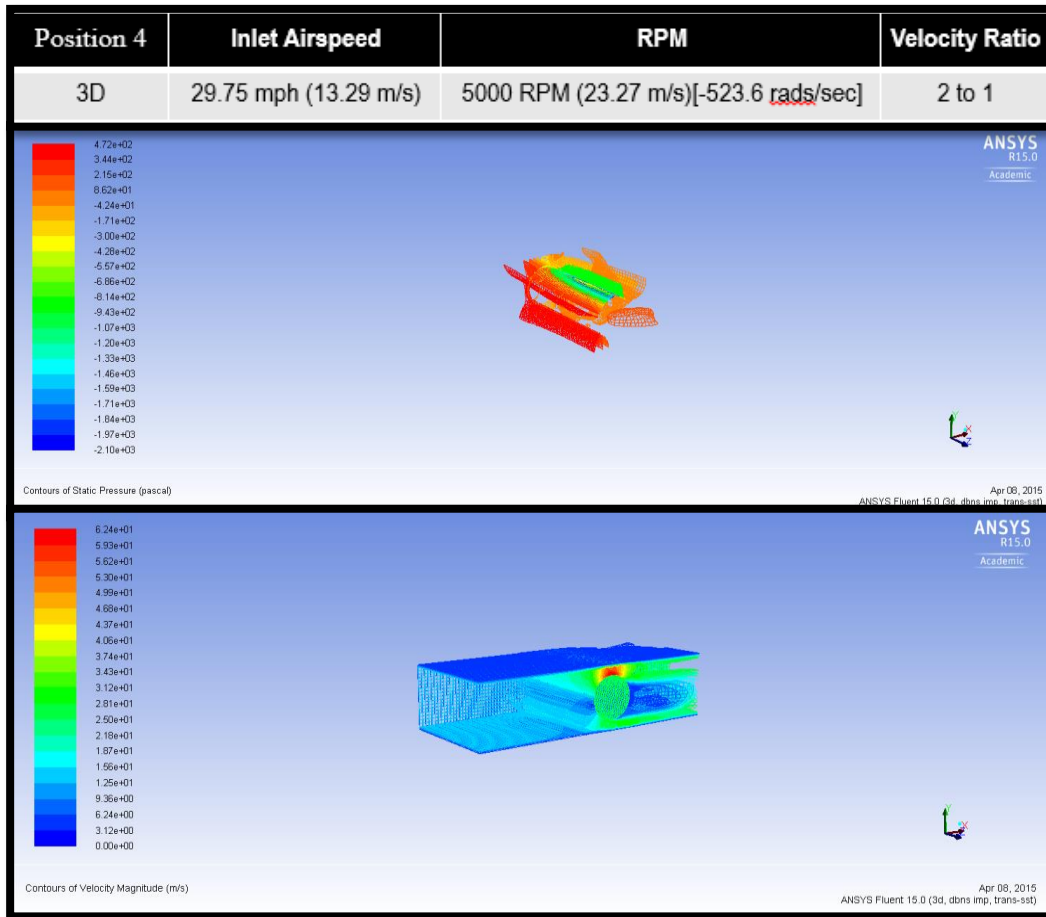 Position 4 Inlet Airspeed RPM Velocity Ratio
3D 29.75 mph (13.29 m/s) 5000 RPM (23.27 m/s)[-523.6 rads/sec] 2 to 1
ANSYS
R15.0
Academic
4.72e+02
3.44e+02
2.15e+02
8.62e+01
-4.24e+01
-1.71e+02
-3.00e+02
-4.28e+02
-5.57e+02
-6.86e+02
-8.14e+02
-9.43e+02
-1.07e+03
-1.20e+03
-1.33e+03
-1.46e+03
-1.59e+03
-1.71e+03
-1.84e+03
-1.97e+03
-2.10e+03
Y
X
Z
Contours of Static Pressure (pascal) Apr 08, 2015
ANSYS Fluent 15.0 (3d, dbns imp, trans-sst)
ANSYS
R15.0
Academic
6.24e+01
5.93e+01
5.62e+01
5.30e+01
4.99e+01
4.68e+01
4.37e+01
4.06e+01
3.74e+01
3.43e+01
3.12e+01
2.81e+01
2.50e+01
2.18e+01
1.87e+01
1.56e+01
1.25e+01
9.36e+00
6.24e+00
3.12e+00
0.00e+00
Y
X
Z
Contours of Velocity Magnitude (m/s) Apr 08, 2015
ANSYS Fluent 15.0 (3d, dbns imp, trans-sst)